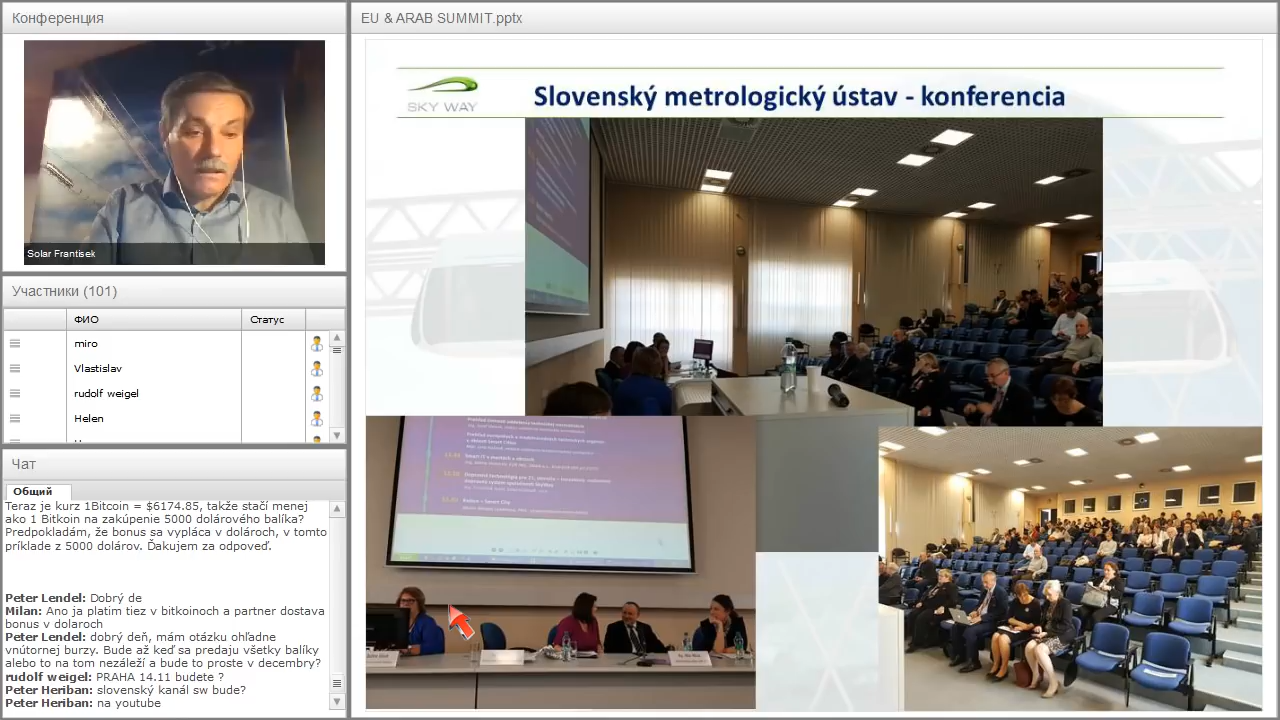 Конференция
EU & ARAB SUMMIT.pptx
Solar Frantisek
SKY WAY
Slovenský metrologický ústav - konferencia
Участники (101)
ФИО
Статус
miro
Vlastislav
rudolf weigel
Helen
Чат
Общий
Teraz je kurz 1Bitcoin = $6174.85, takže stačí menej
ako 1 Bitkoin na zakúpenie 5000 dolárového balíka?
Predpokladám, že bonus sa vypláca v dolároch, v tomto
príklade z 5000 dolárov. Ďakujem za odpoveď.
Peter Lendel: Dobrý de
Milan: Ano ja platim tiez v bitkoinoch a partner dostava
bonus v dolaroch
Peter Lendel: dobrý deň, mám otázku ohľadne
vnútornej burzy. Bude až keď sa predaju všetky balíky
alebo to na tom nezáleží a bude to proste decembry?
rudolf weigel: PRAHA 14.11 budete ?
Peter Heriban: slovenský kanál sw bude?
Peter Heriban: na youtube